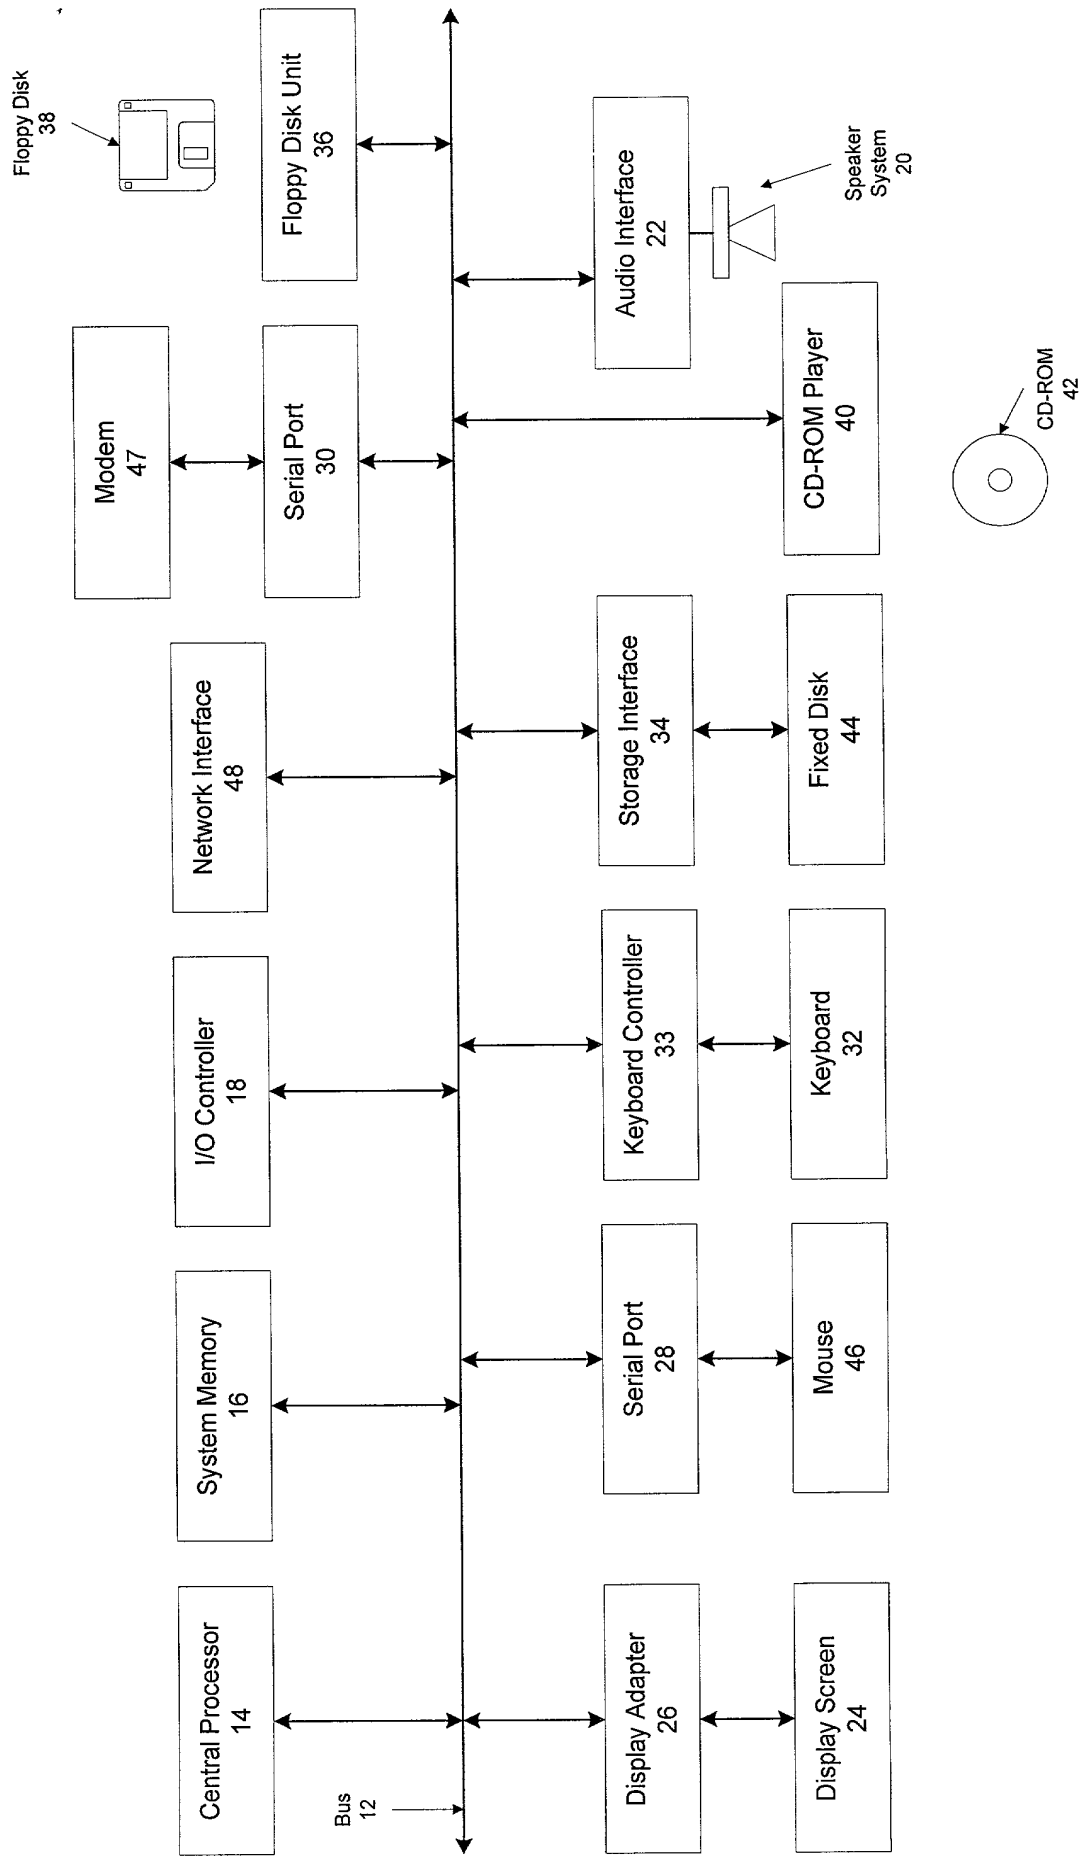 Floppy Disk
38
Modem
47
Central Processor
14
System Memory
16
I/O Controller
18
Network Interface
48
Serial Port
30
Floppy Disk Unit
36
Bus
12
Display Adapter
26
Serial Port
28
Keyboard Controller
33
Storage Interface
34
Audio Interface
22
Display Screen
24
Mouse
46
Keyboard
32
Fixed Disk
44
CD-ROM Player
40
Speaker
System
20
CD-ROM
42